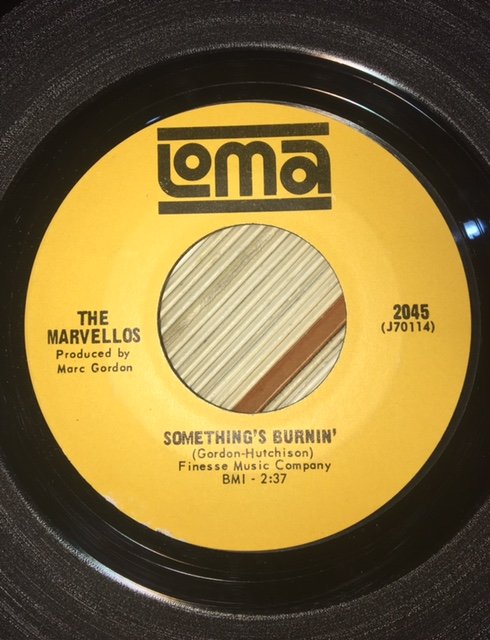 Loma
THE
MARVELLOS
Produced by
Marc Gordon
2045
(J70114)
SOMETHING'S BURNIN'
(Gordon-Hutchison)
Finesse Music Company
BMI - 2:37